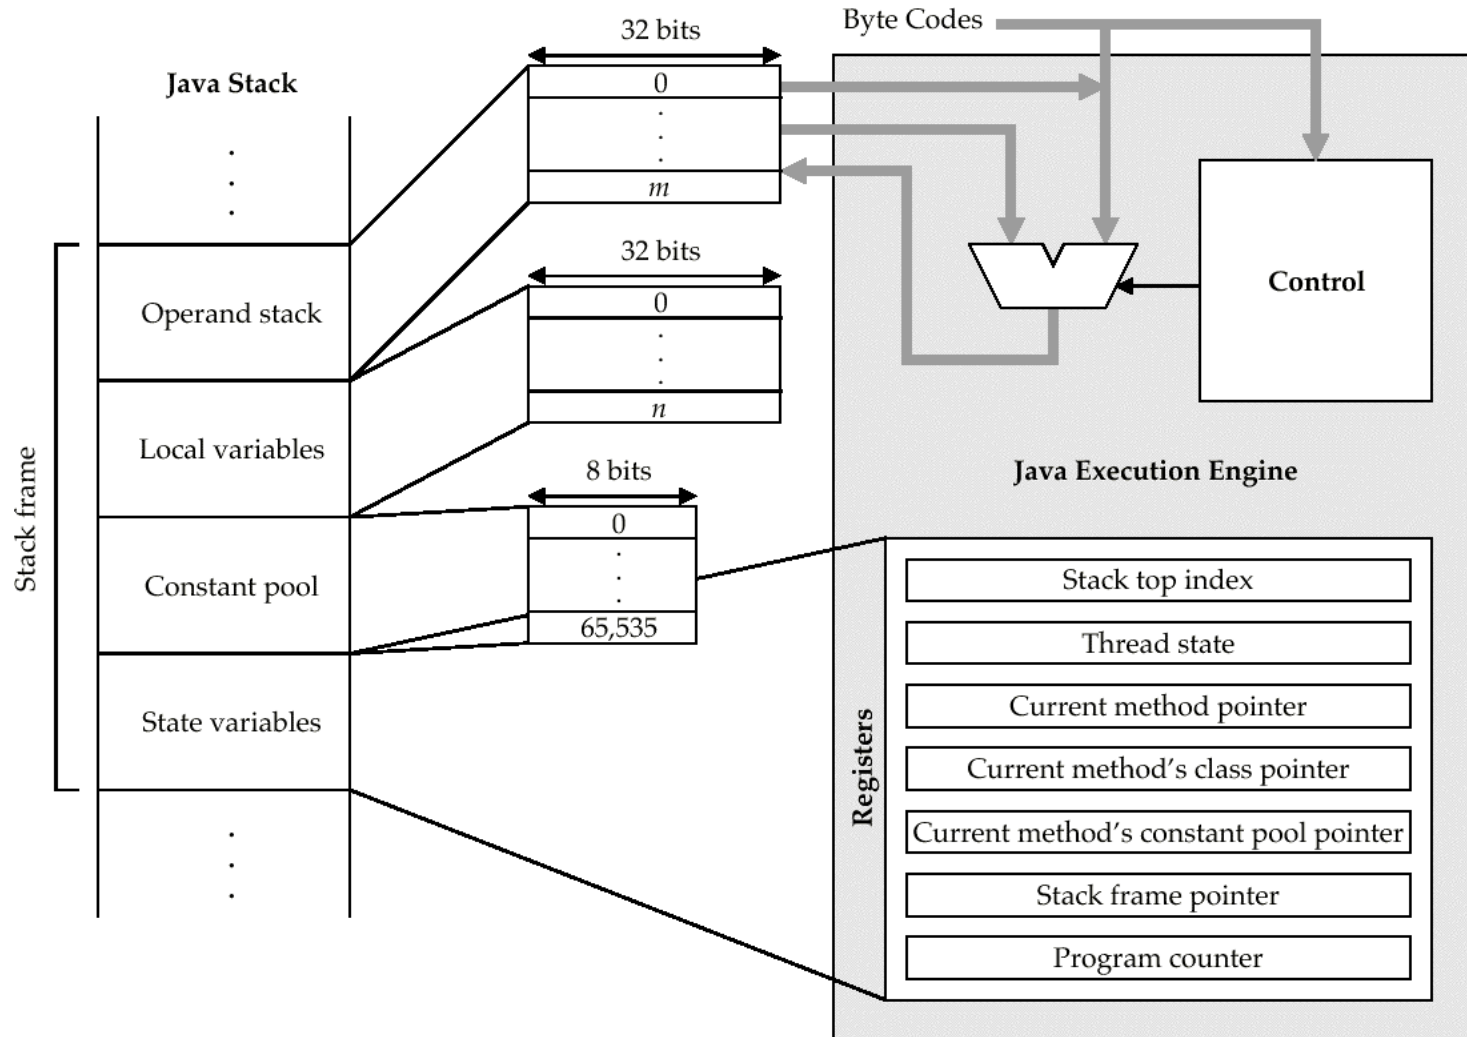 Byte Codes
32 bits
Java Stack
0
m
32 bits
Operand stack
0
n
Control
Local variables
Stack frame
8 bits
Java Execution Engine
0
Constant pool
65,535
State variables
Registers
Stack top index
Thread state
Current method pointer
Current method’s class pointer
Current method’s constant pool pointer
Stack frame pointer
Program counter